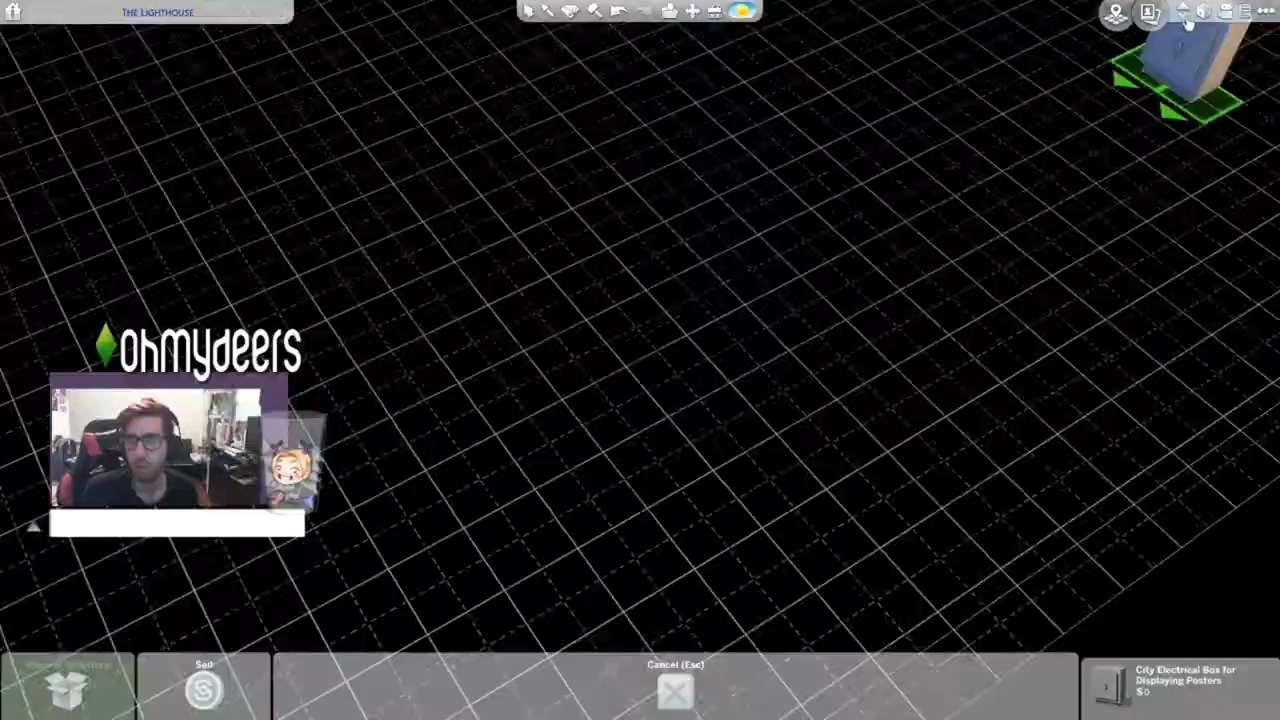 THE LIGHTHOUSE
ohmydeers
Sell
Cancel (Esc)
City Electrical Box for
Displaying Posters
§0